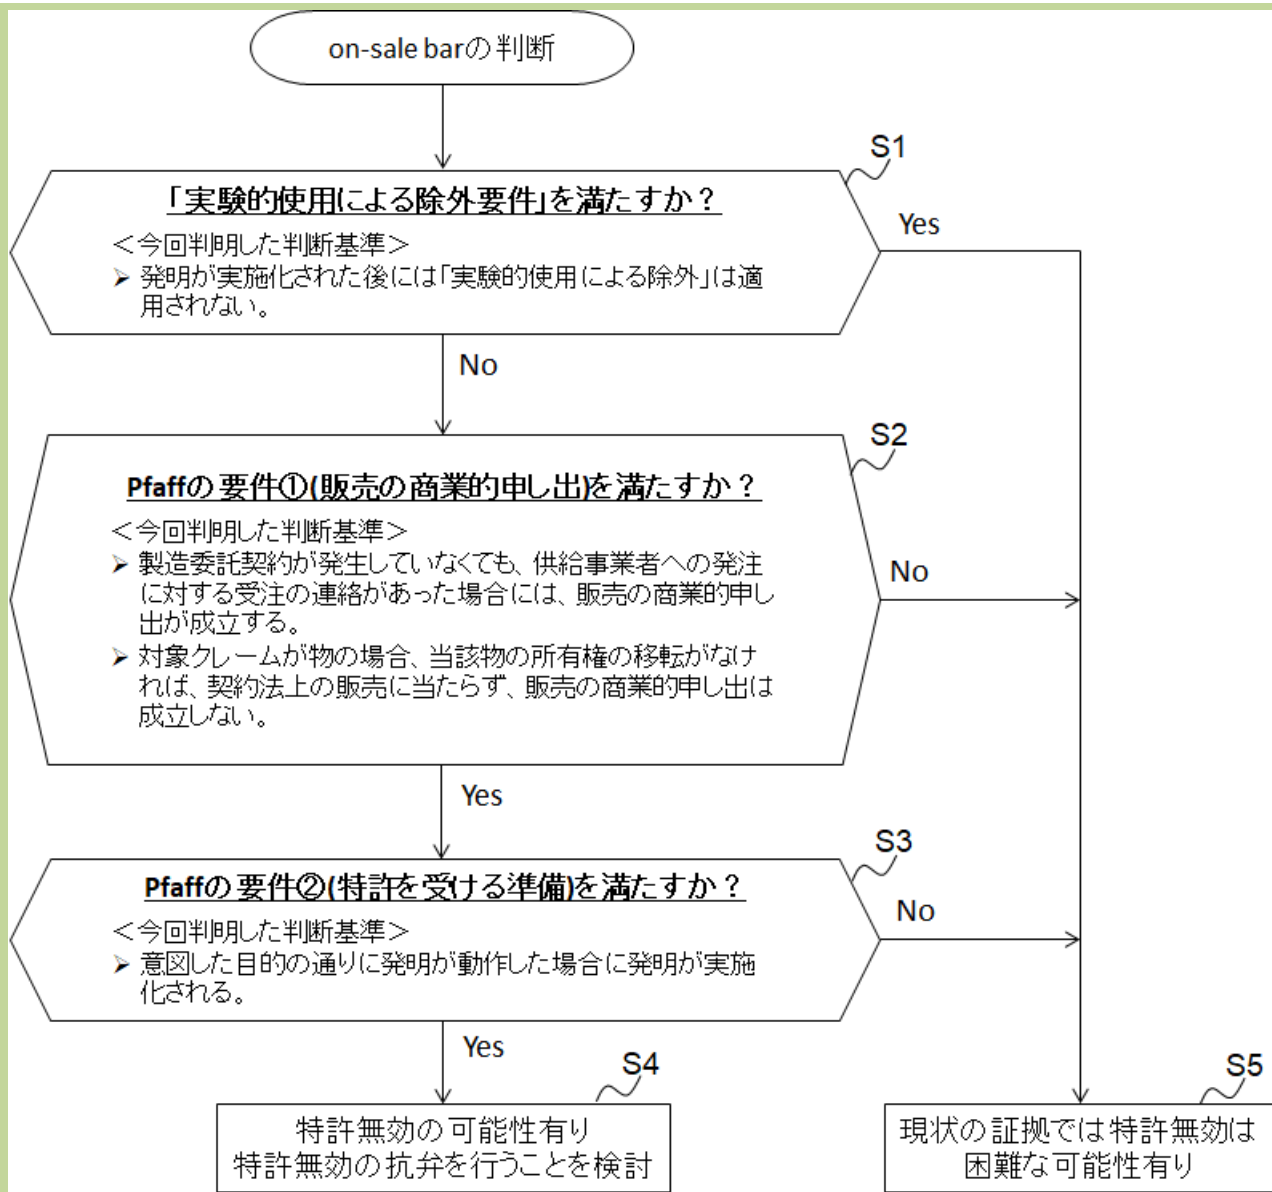 on-sale barの判断
S1
「実験的使用による除外要件」を満たすか？
Yes
＜今回判明した判断基準＞
➢ 発明が実施化された後には「実験的使用による除外」は適
用されない。
No
S2
Pfaffの要件①(販売の商業的申し出)を満たすか？
＜今回判明した判断基準＞
➢ 製造委託契約が発生していなくても、供給事業者への発注
に対する受注の連絡があった場合には、販売の商業的申し
出が成立する。
No
➢ 対象クレームが物の場合、当該物の所有権の移転がなけ
れば、契約法上の販売に当たらず、販売の商業的申し出は
成立しない。
Yes
S3
Pfaffの要件②(特許を受ける準備)を満たすか？
No
＜今回判明した判断基準＞
➢ 意図した目的の通りに発明が動作した場合に発明が実施
化される。
Yes
S4
特許無効の可能性有り
特許無効の抗弁を行うことを検討
S5
現状の証拠では特許無効は
困難な可能性有り